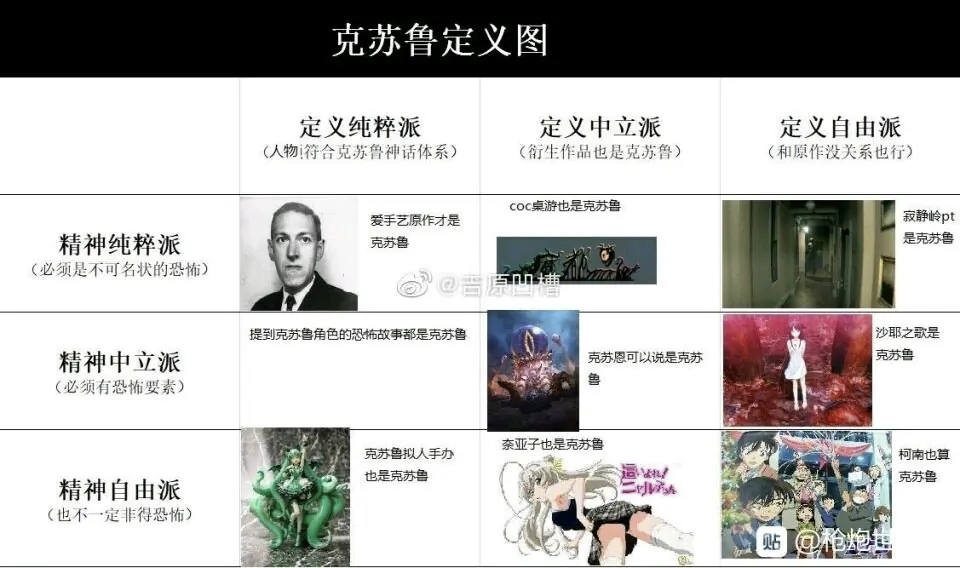 克苏鲁定义图
定义纯粹派
（人物符合克苏鲁神话体系）
定义中立派
（衍生作品也是克苏鲁）
定义自由派
（和原作没关系也行）
精神纯粹派
（必须是不可名状的恐怖）
爱手艺原作才是
克苏鲁
coc桌游也是克苏鲁
寂静岭pt
是克苏鲁
@晋原凹槽
精神中立派
（必须有恐怖要素）
提到克苏鲁角色的恐怖故事都是克苏鲁
克苏恩可以说是克苏
鲁
沙耶之歌是
克苏鲁
精神自由派
（也不一定非得恐怖）
克苏鲁拟人手办
也是克苏鲁
奈亚子也是克苏鲁
這いよれ!
ニャル子さん
柯南也算
克苏鲁
贴 @枪炮世